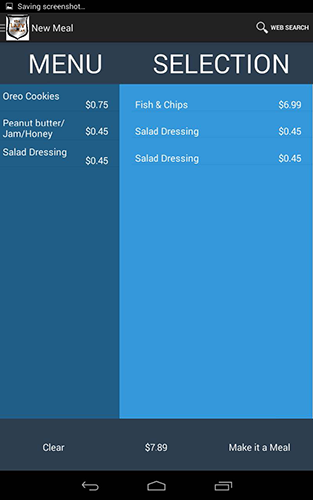 Saving screenshot...
New Meal
WEB SEARCH
MENU
SELECTION
Oreo Cookies
$0.75
Peanut butter/
Jam/Honey
$0.45
Salad Dressing
$0.45
Fish & Chips
$6.99
Salad Dressing
$0.45
Salad Dressing
$0.45
Clear
$7.89
Make it a Meal